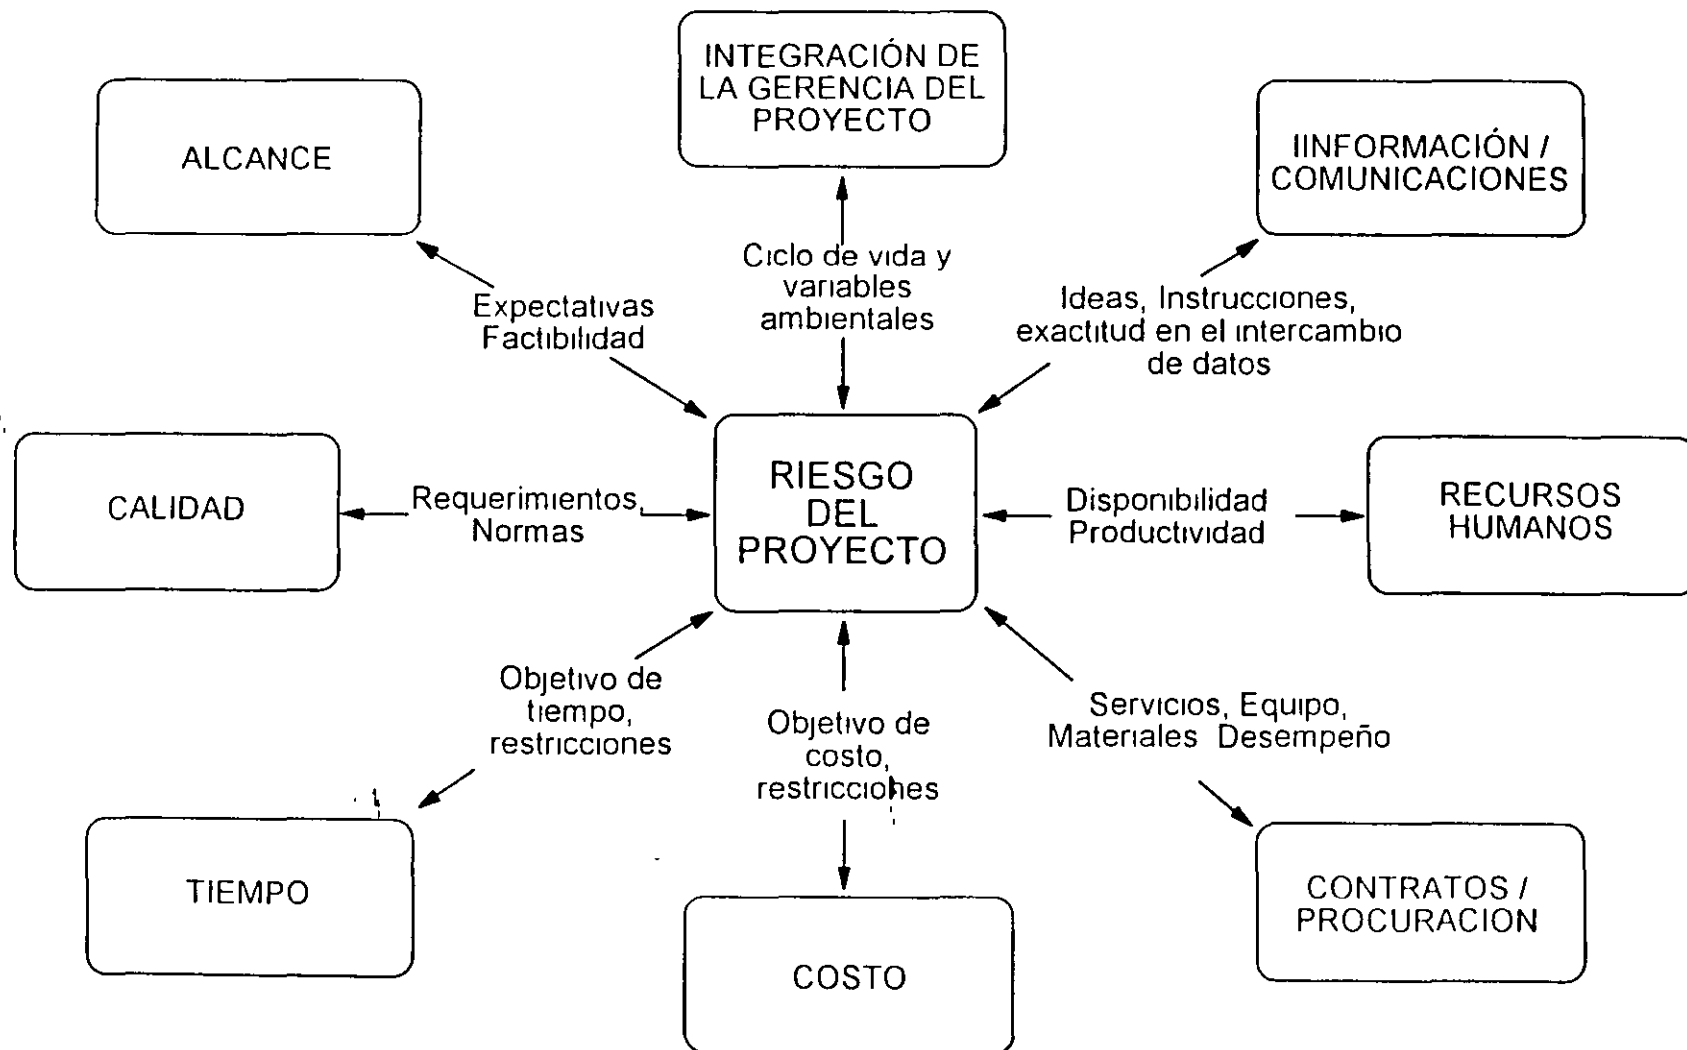 INTEGRACIÓN DE
LA GERENCIA DEL
PROYECTO
ALCANCE
IINFORMACIÓN /
COMUNICACIONES
Ciclo de vida y
variables
ambientales
Expectativas
Factibilidad
Ideas, Instrucciones,
exactitud en el intercambio
de datos
CALIDAD
Requerimientos,
Normas
RIESGO
DEL
PROYECTO
Disponibilidad
Productividad
RECURSOS
HUMANOS
Objetivo de
tiempo,
restricciones
Objetivo de
costo,
restricciones
Servicios, Equipo,
Materiales Desempeño
TIEMPO
COSTO
CONTRATOS /
PROCURACION